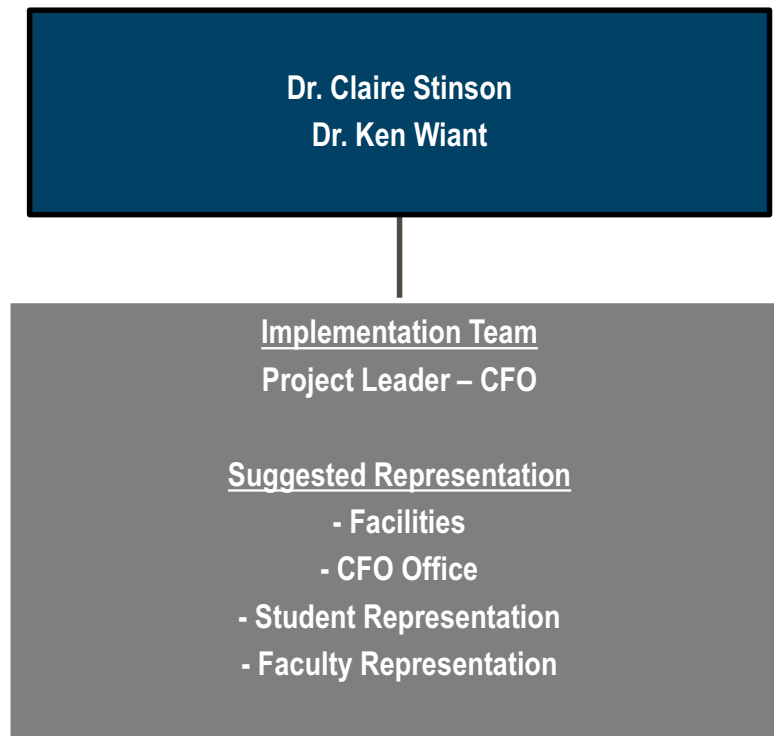 Dr. Claire Stinson
Dr. Ken Wiant
Implementation Team
Project Leader – CFO
Suggested Representation
- Facilities
- CFO Office
- Student Representation
- Faculty Representation